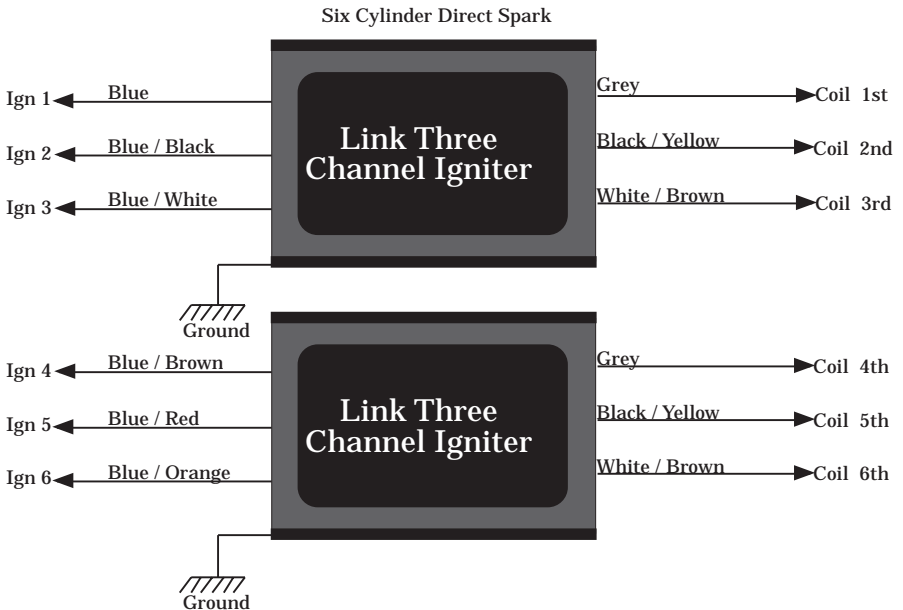 Six Cylinder Direct Spark
Ign 1
Blue
Grey
Coil 1st
Ign 2
Blue / Black
Black / Yellow
Coil 2nd
Ign 3
Blue / White
White / Brown
Coil 3rd
Link Three
Channel Igniter
Ground
Ign 4
Blue / Brown
Grey
Coil 4th
Ign 5
Blue / Red
Black / Yellow
Coil 5th
Ign 6
Blue / Orange
White / Brown
Coil 6th
Link Three
Channel Igniter
Ground